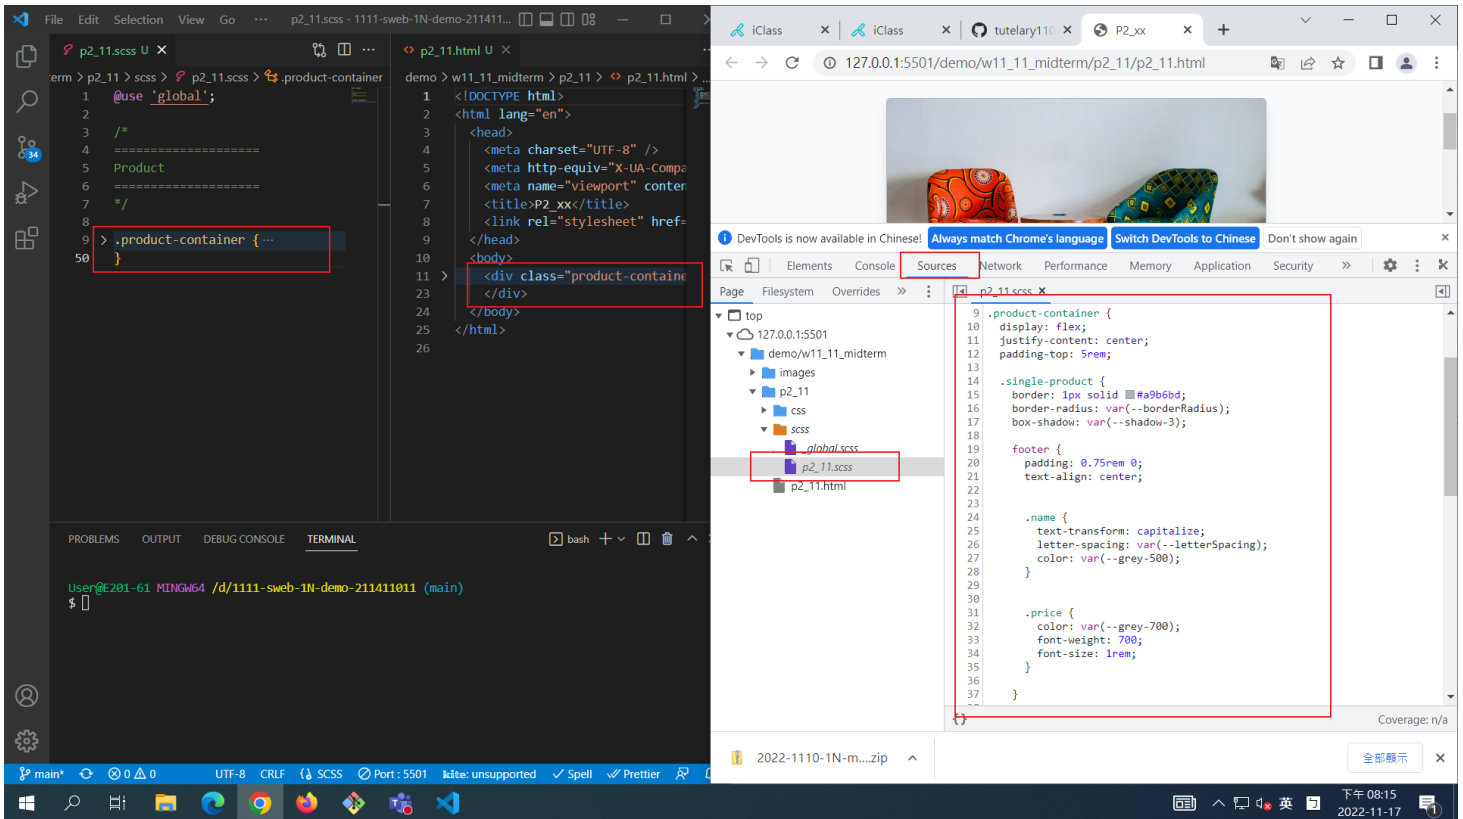 File Edit Selection View Go ··· p2_11.scss - 1111-sweb-1N-demo-211411...
p2_11.scss U
p2_11.html U
term > p2_11 > scss > p2_11.scss > .product-container
demo > w11_11_midterm > p2_11 > p2_11.html > ...
1 @use 'global';
2
3 /*
4 =====================
5 Product
6 =====================
7 */
8
9 .product-container { ···
50 }
1 <!DOCTYPE html>
2 <html lang="en">
3 <head>
4 <meta charset="UTF-8" />
5 <meta http-equiv="X-UA-Compa
6 <meta name="viewport" conten
7 <title>P2_xx</title>
8 <link rel="stylesheet" href=
9 </head>
10 <body>
11 <div class="product-containe
23 </div>
24 </body>
25 </html>
26
34
PROBLEMS OUTPUT DEBUG CONSOLE TERMINAL
bash
User@E201-61 MINGW64 /d/1111-sweb-1N-demo-211411011 (main)
$
main* 0 0 UTF-8 CRLF SCSS Port : 5501 kite: unsupported Spell Prettier
iClass iClass tutelary110 P2_xx
127.0.0.1:5501/demo/w11_11_midterm/p2_11/p2_11.html
DevTools is now available in Chinese! Always match Chrome's language Switch DevTools to Chinese Don't show again
Elements Console Sources Network Performance Memory Application Security
Page Filesystem Overrides
p2_11.scss
top
127.0.0.1:5501
demo/w11_11_midterm
images
p2_11
css
scss
_global.scss
p2_11.scss
p2_11.html
9 .product-container {
10 display: flex;
11 justify-content: center;
12 padding-top: 5rem;
13
14 .single-product {
15 border: 1px solid #a9b6bd;
16 border-radius: var(--borderRadius);
17 box-shadow: var(--shadow-3);
18
19 footer {
20 padding: 0.75rem 0;
21 text-align: center;
22
23
24 .name {
25 text-transform: capitalize;
26 letter-spacing: var(--letterSpacing);
27 color: var(--grey-500);
28 }
29
30
31 .price {
32 color: var(--grey-700);
33 font-weight: 700;
34 font-size: 1rem;
35 }
36
37 }
{} Coverage: n/a
2022-1110-1N-m....zip
全部顯示
英
下午 08:15
2022-11-17
1